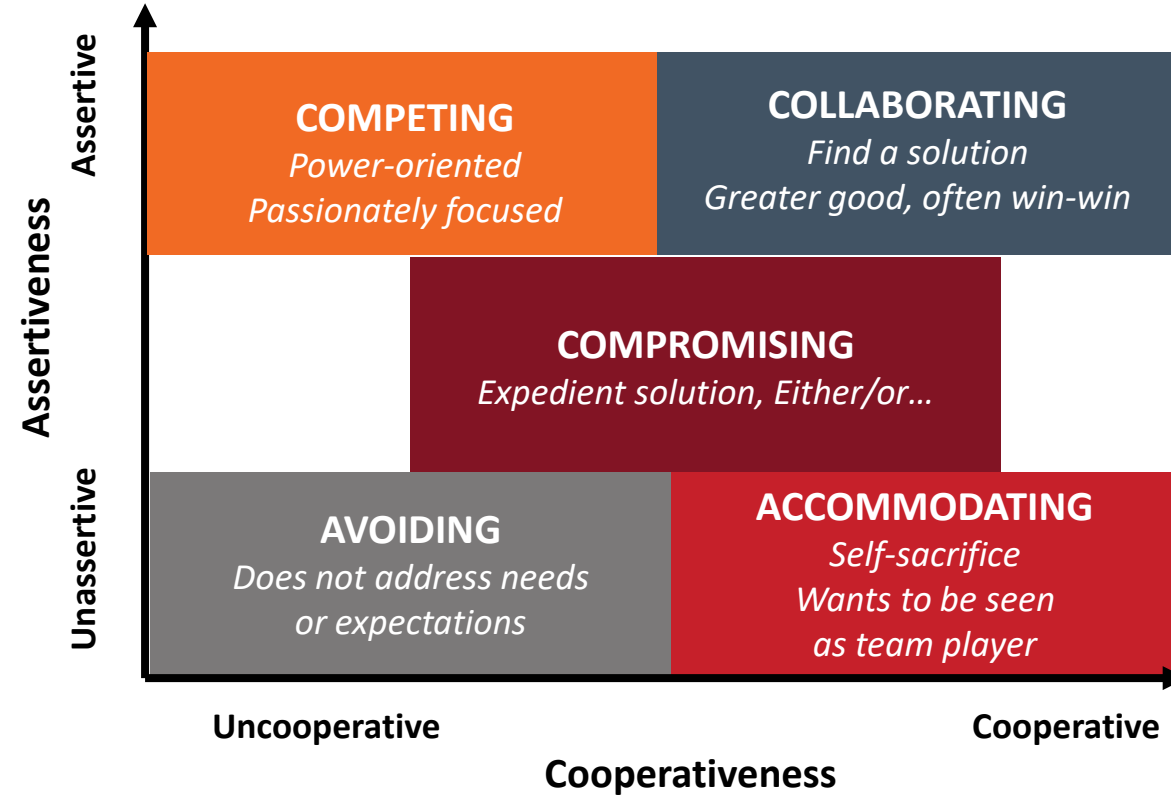 Assertiveness
Assertive
Unassertive
COMPETING
Power-oriented
Passionately focused
COLLABORATING
Find a solution
Greater good, often win-win
COMPROMISING
Expedient solution, Either/or…
AVOIDING
Does not address needs
or expectations
ACCOMMODATING
Self-sacrifice
Wants to be seen
as team player
Uncooperative
Cooperative
Cooperativeness